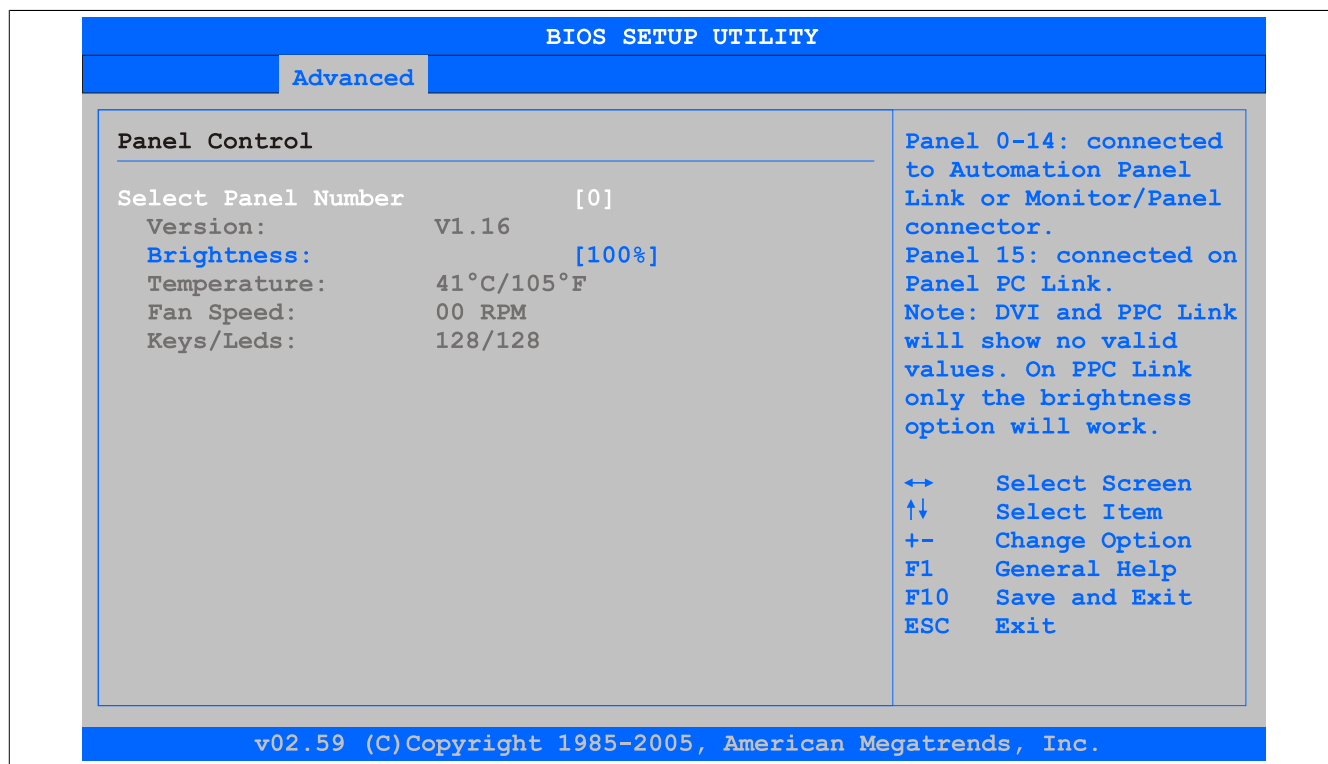 BIOS SETUP UTILITY
Advanced
Panel Control
Select Panel Number [0]
Version: V1.16
Brightness: [100%]
Temperature: 41°C/105°F
Fan Speed: 00 RPM
Keys/Leds: 128/128
Panel 0-14: connected
to Automation Panel
Link or Monitor/Panel
connector.
Panel 15: connected on
Panel PC Link.
Note: DVI and PPC Link
will show no valid
values. On PPC Link
only the brightness
option will work.
←→ Select Screen
↑↓ Select Item
+- Change Option
F1 General Help
F10 Save and Exit
ESC Exit
v02.59 (C)Copyright 1985-2005, American Megatrends, Inc.